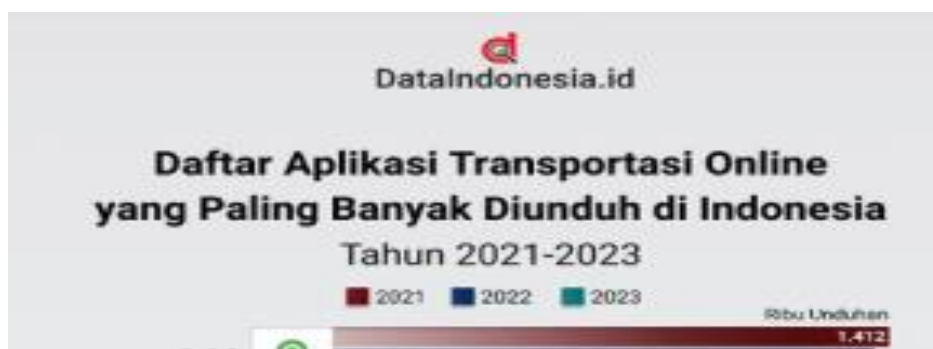 DataIndonesia.id
Daftar Aplikasi Transportasi Online
yang Paling Banyak Diunduh di Indonesia
Tahun 2021-2023
2021 2022 2023
Ribu Unduhan
1.412